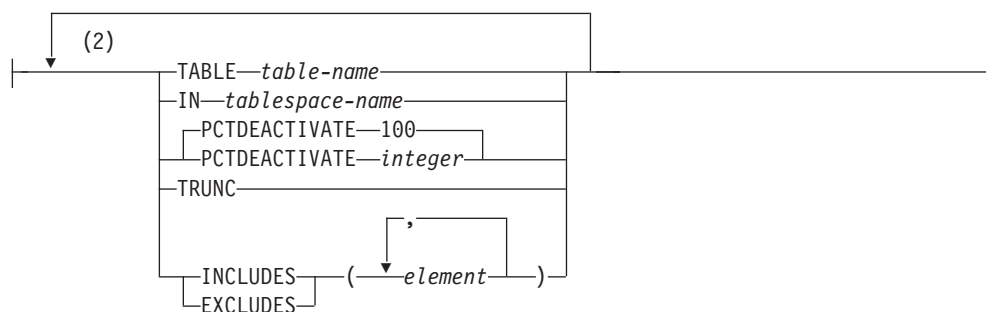 (2)
TABLE table-name
IN tablespace-name
PCTDEACTIVATE 100
PCTDEACTIVATE integer
TRUNC
,
INCLUDES ( element )
EXCLUDES